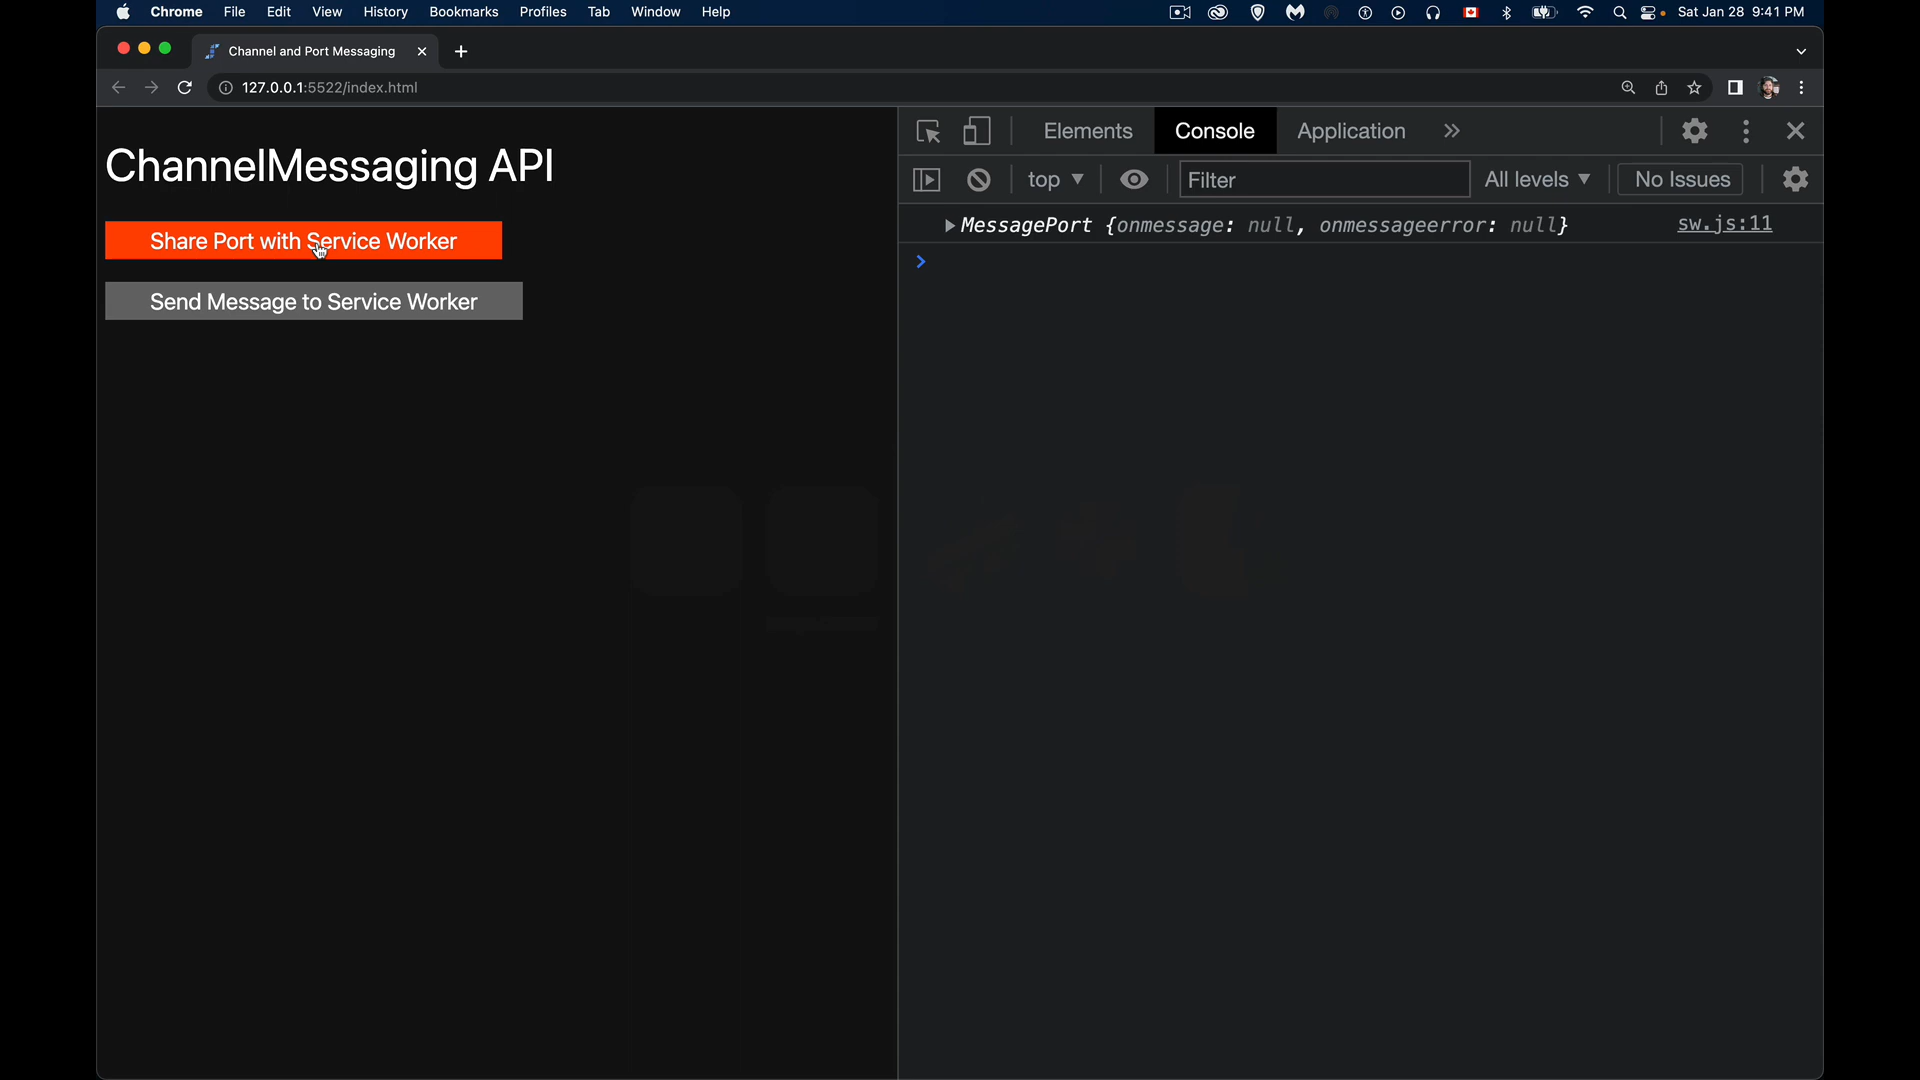 Chrome File Edit View History Bookmarks Profiles Tab Window Help Sat Jan 28 9:41 PM
Channel and Port Messaging
127.0.0.1:5522/index.html
ChannelMessaging API
Share Port with Service Worker
Send Message to Service Worker
Elements Console Application
top Filter All levels No Issues
MessagePort {onmessage: null, onmessageerror: null} sw.js:11